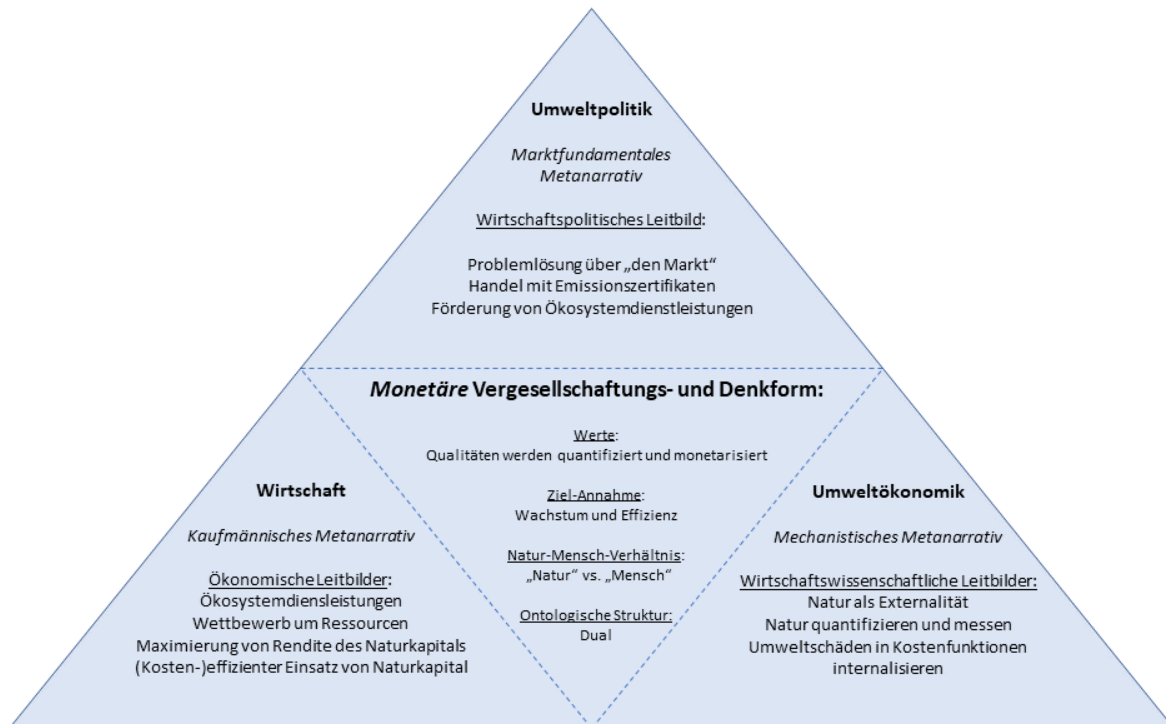 Umweltpolitik
Marktfundamentales
Metanarrativ
Wirtschaftspolitisches Leitbild:
Problemlösung über „den Markt“
Handel mit Emissionszertifikaten
Förderung von Ökosystemdienstleistungen
Monetäre Vergesellschaftungs- und Denkform:
Werte:
Qualitäten werden quantifiziert und monetarisiert
Ziel-Annahme:
Wachstum und Effizienz
Natur-Mensch-Verhältnis:
„Natur“ vs. „Mensch“
Ontologische Struktur:
Dual
Wirtschaft
Kaufmännisches Metanarrativ
Ökonomische Leitbilder:
Ökosystemdiensleistungen
Wettbewerb um Ressourcen
Maximierung von Rendite des Naturkapitals
(Kosten-)effizienter Einsatz von Naturkapital
Umweltökonomik
Mechanistisches Metanarrativ
Wirtschaftswissenschaftliche Leitbilder:
Natur als Externalität
Natur quantifizieren und messen
Umweltschäden in Kostenfunktionen
internalisieren